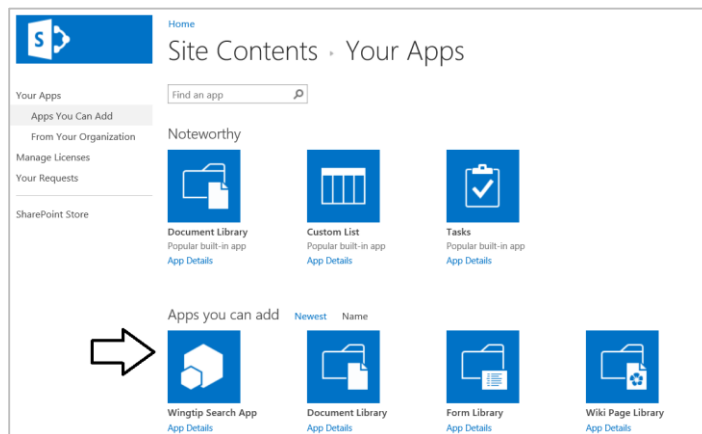 S
Home
Site Contents › Your Apps
Find an app
Your Apps
Apps You Can Add
From Your Organization
Manage Licenses
Your Requests
SharePoint Store
Noteworthy
Document Library
Popular built-in app
App Details
Custom List
Popular built-in app
App Details
Tasks
Popular built-in app
App Details
Apps you can add Newest Name
Wingtip Search App
App Details
Document Library
App Details
Form Library
App Details
Wiki Page Library
App Details